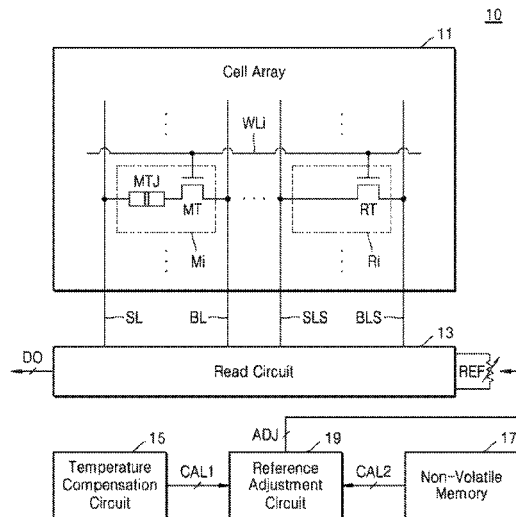 10
11
Cell Array
WLi
MTJ
MT
RT
Mi
Ri
SL
BL
SLS
BLS
13
DO
Read Circuit
REF
15
ADJ
19
17
Temperature
Compensation
Circuit
CAL1
Reference
Adjustment
Circuit
CAL2
Non-Volatile
Memory